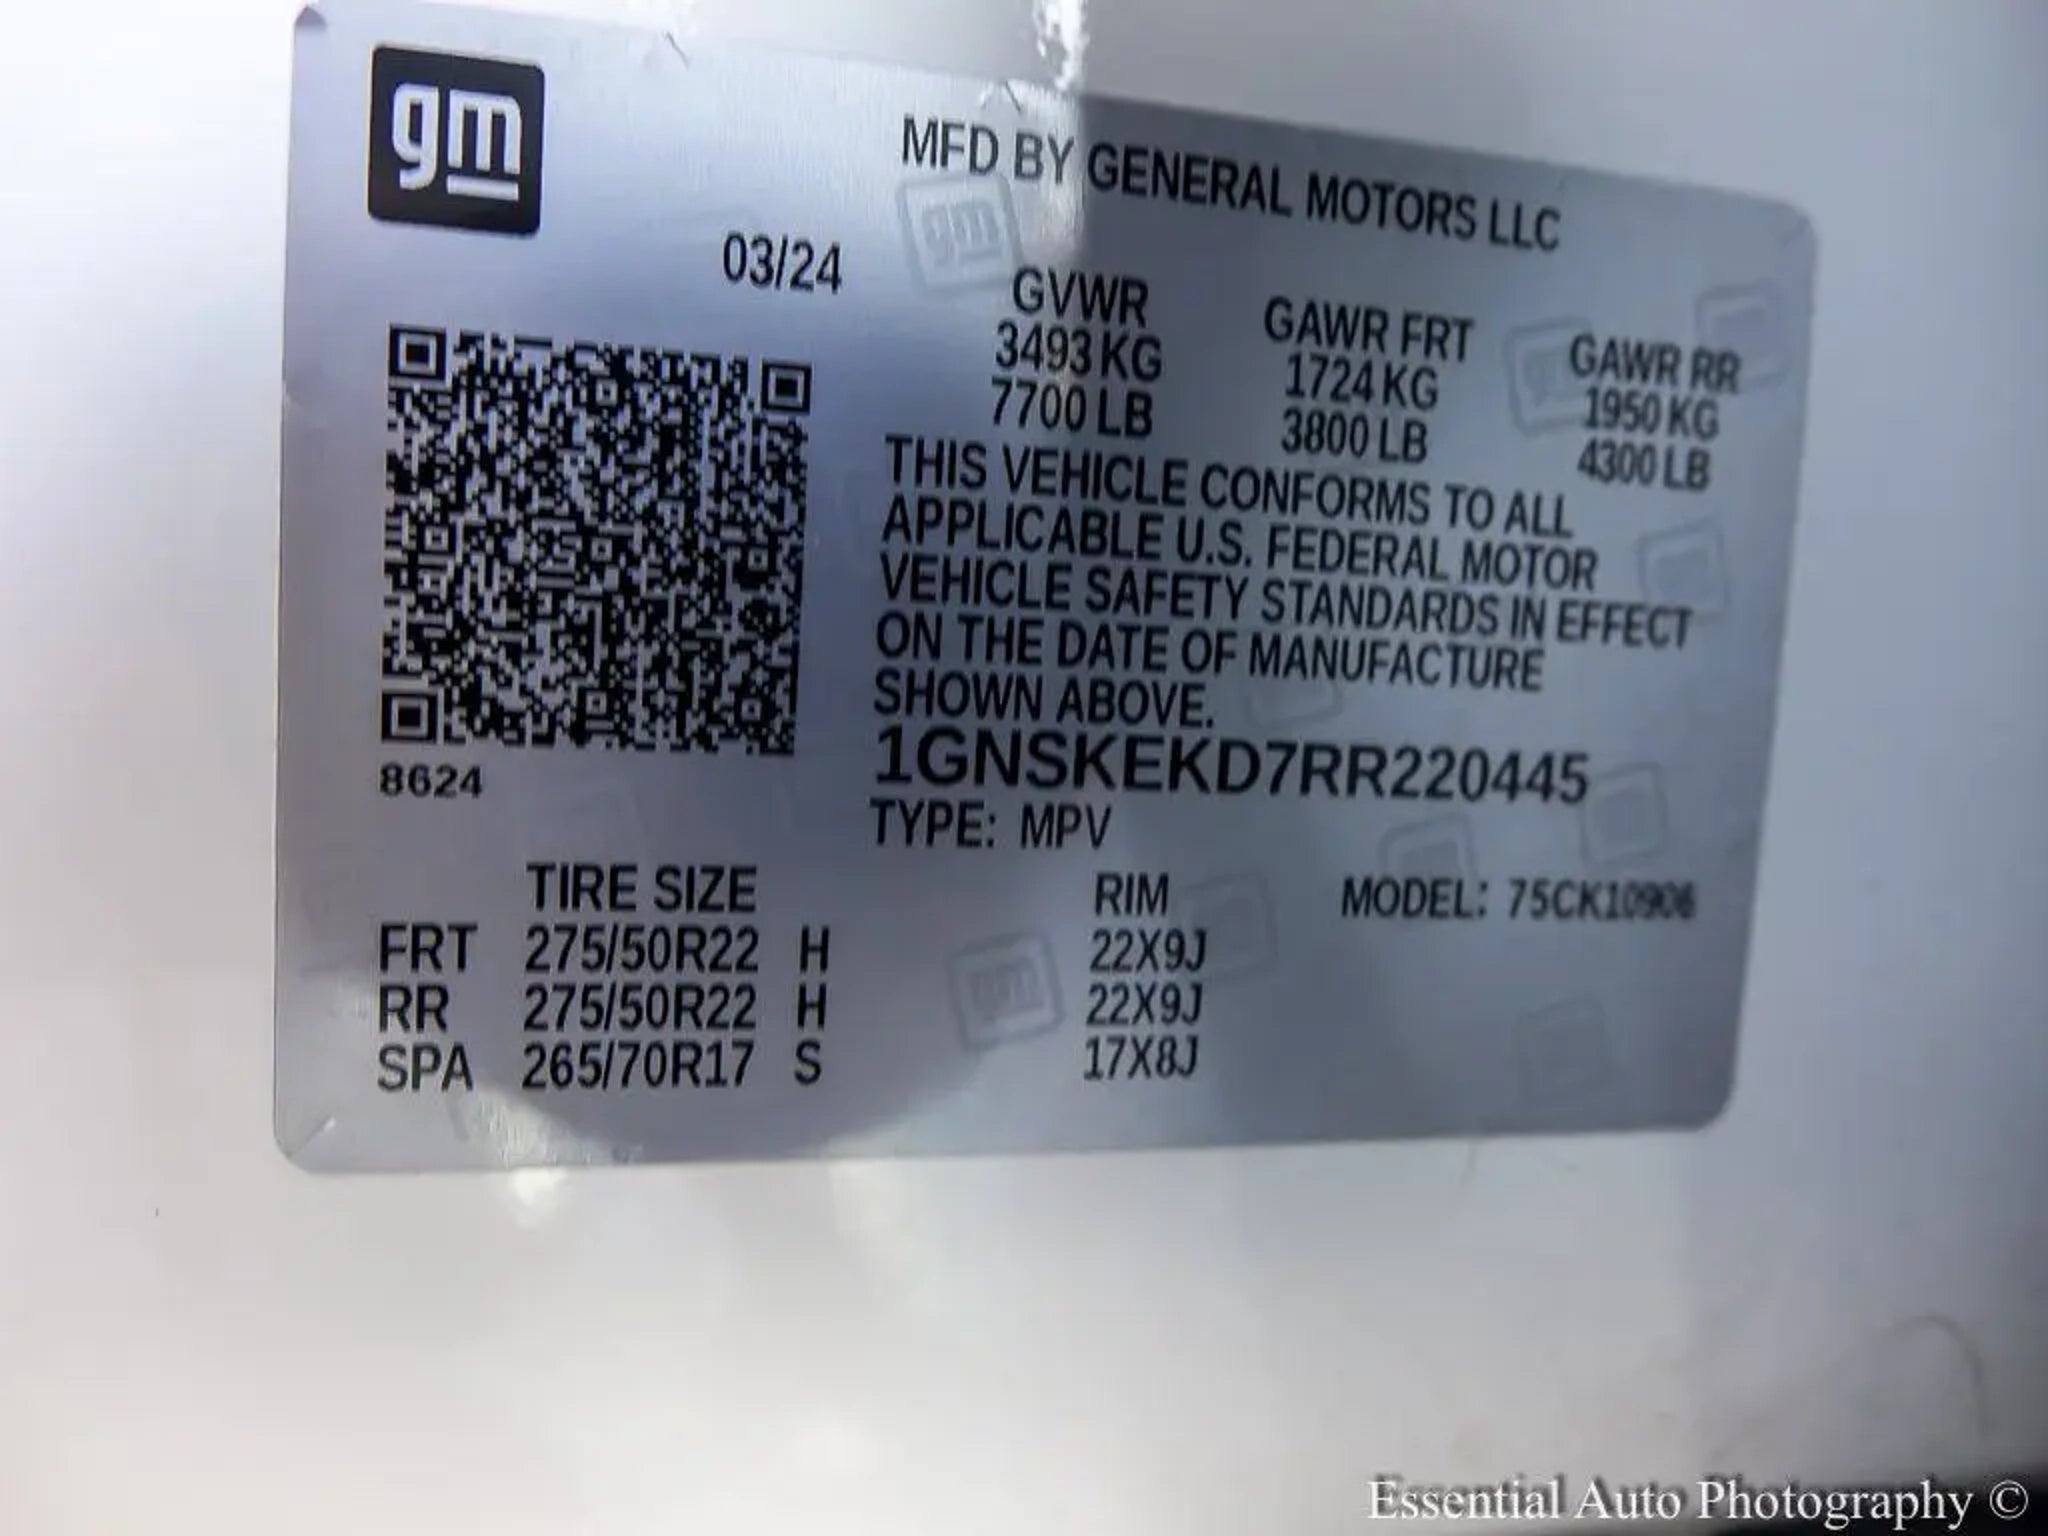 gm
MFD BY GENERAL MOTORS LLC
03/24
GVWR GAWR FRT GAWR RR
3493 KG 1724 KG 1950 KG
7700 LB 3800 LB 4300 LB
THIS VEHICLE CONFORMS TO ALL
APPLICABLE U.S. FEDERAL MOTOR
VEHICLE SAFETY STANDARDS IN EFFECT
ON THE DATE OF MANUFACTURE
SHOWN ABOVE.
1GNSKEKD7RR220445
8624
TYPE: MPV
TIRE SIZE RIM MODEL: 75CK10906
FRT 275/50R22 H 22X9J
RR 275/50R22 H 22X9J
SPA 265/70R17 S 17X8J
Essential Auto Photography ©